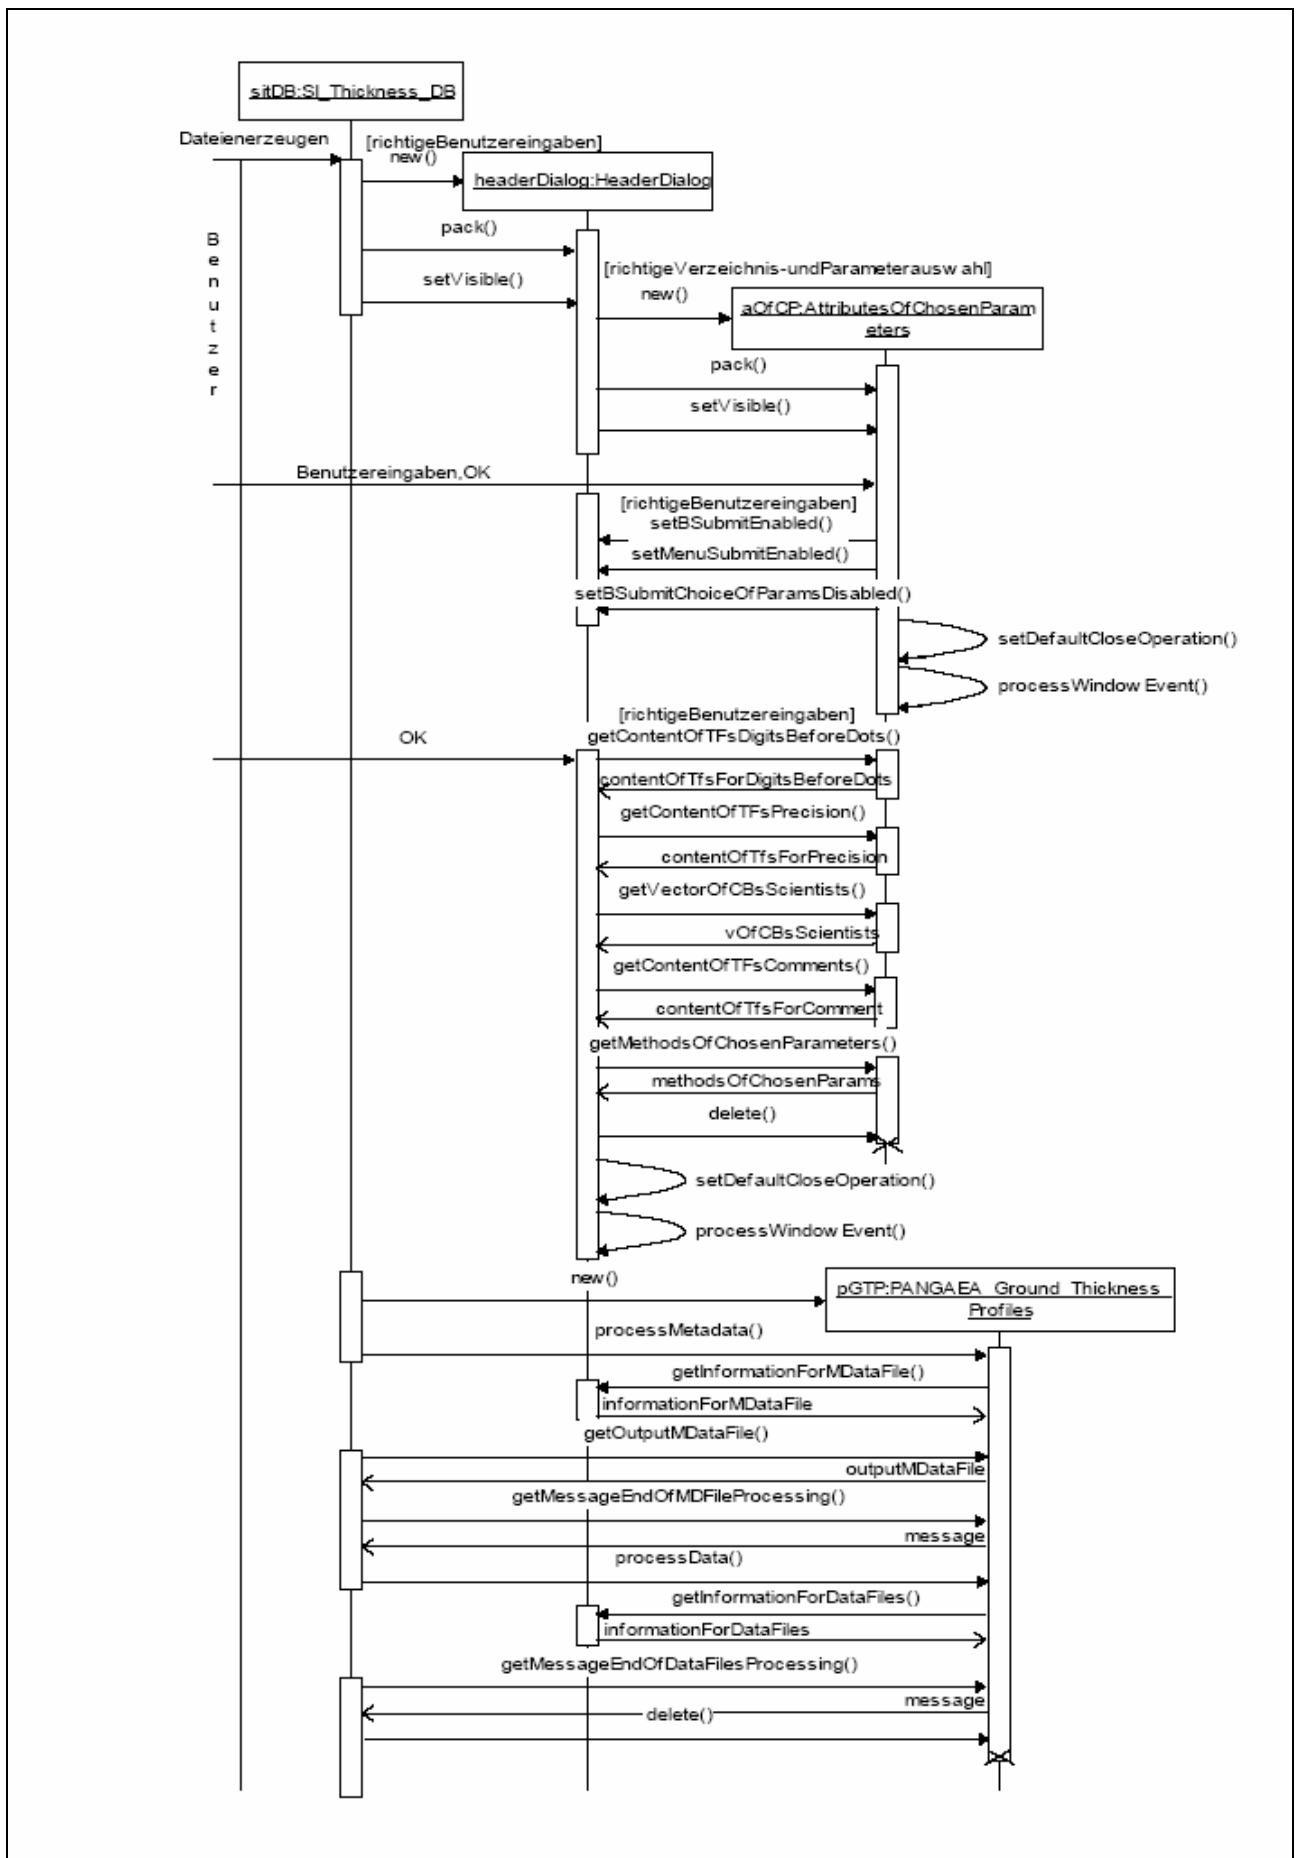 sitDB:SI_Thickness_DB
Dateienerzeugen
[richtigeBenutzereingaben]
new()
headerDialog:HeaderDialog
pack()
Benutzer
[richtigeVerzeichnis-undParameterausw ahl]
setVisible()
new()
aOfCP:AttributesOfChosenParam
eters
pack()
setVisible()
Benutzereingaben,OK
[richtigeBenutzereingaben]
setBSubmitEnabled()
setMenuSubmitEnabled()
setBSubmitChoiceOfParamsDisabled()
setDefaultCloseOperation()
processWindow Event()
[richtigeBenutzereingaben]
OK
getContentOfTFsDigitsBeforeDots()
contentOfTfsForDigitsBeforeDots
getContentOfTFsPrecision()
contentOfTfsForPrecision
getVectorOfCBsScientists()
vOfCBsScientists
getContentOfTFsComments()
contentOfTfsForComment
getMethodsOfChosenParameters()
methodsOfChosenParams
delete()
setDefaultCloseOperation()
processWindow Event()
new()
pGTP:PANGAEA_Ground_Thickness_
Profiles
processMetadata()
getInformationForMDataFile()
informationForMDataFile
getOutputMDataFile()
outputMDataFile
getMessageEndOfMDFileProcessing()
message
processData()
getInformationForDataFiles()
informationForDataFiles
getMessageEndOfDataFilesProcessing()
message
delete()